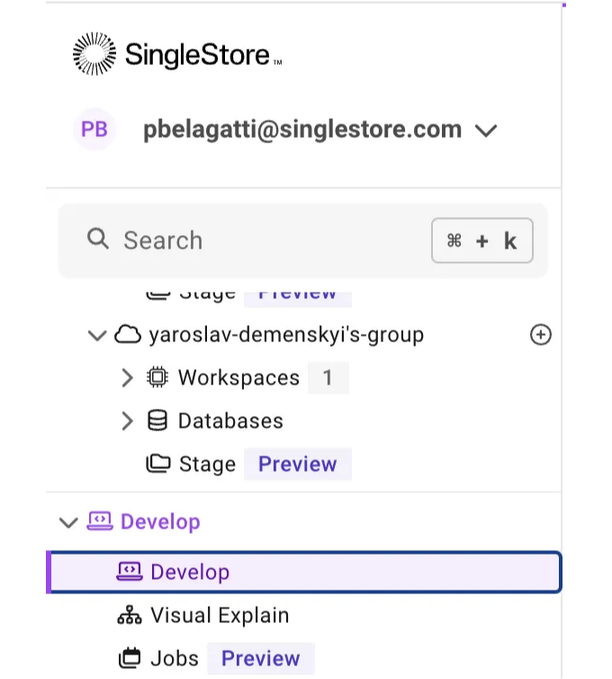 SingleStore™
PB pbelagatti@singlestore.com
Search ⌘ + k
Stage Preview
yaroslav-demenskyi's-group
Workspaces 1
Databases
Stage Preview
Develop
Develop
Visual Explain
Jobs Preview